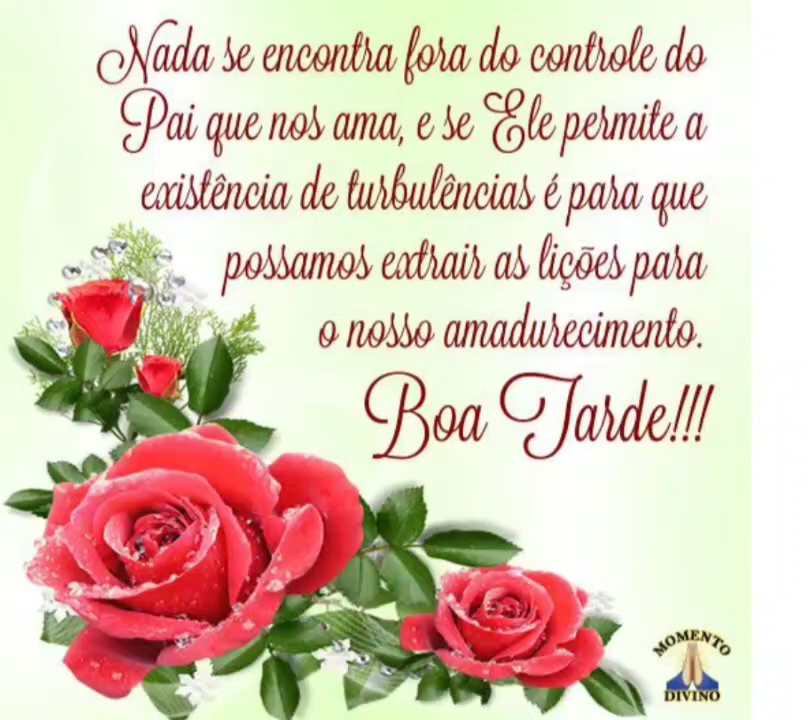 Nada se encontra fora do controle do
Pai que nos ama, e se Ele permite a
existência de turbulências é para que
possamos extrair as lições para
o nosso amadurecimento.
Boa Tarde!!!
MOMENTO
DIVINO